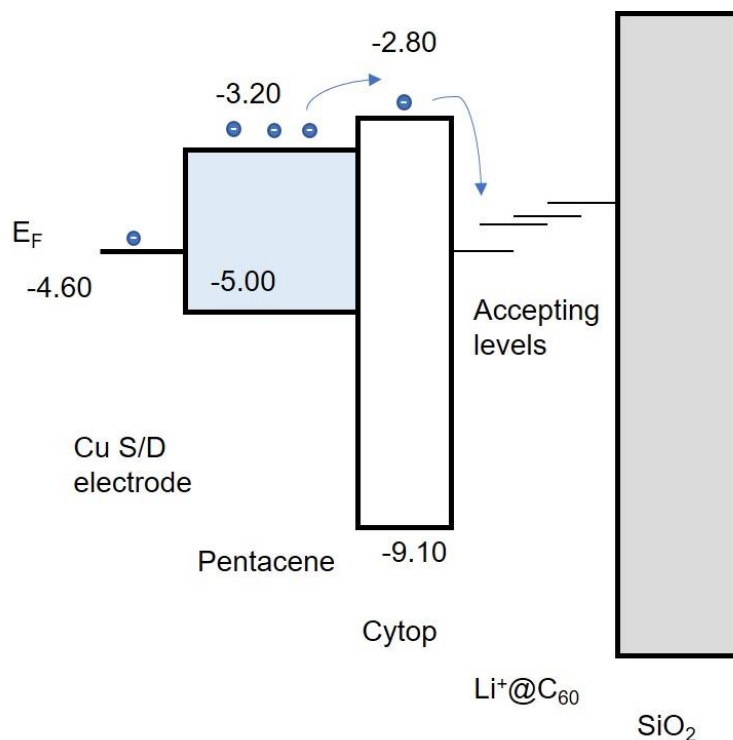 -2.80
-3.20
E_F
-4.60
-5.00
Accepting
levels
Cu S/D
electrode
Pentacene
-9.10
Cytop
Li⁺@C₆₀
SiO₂